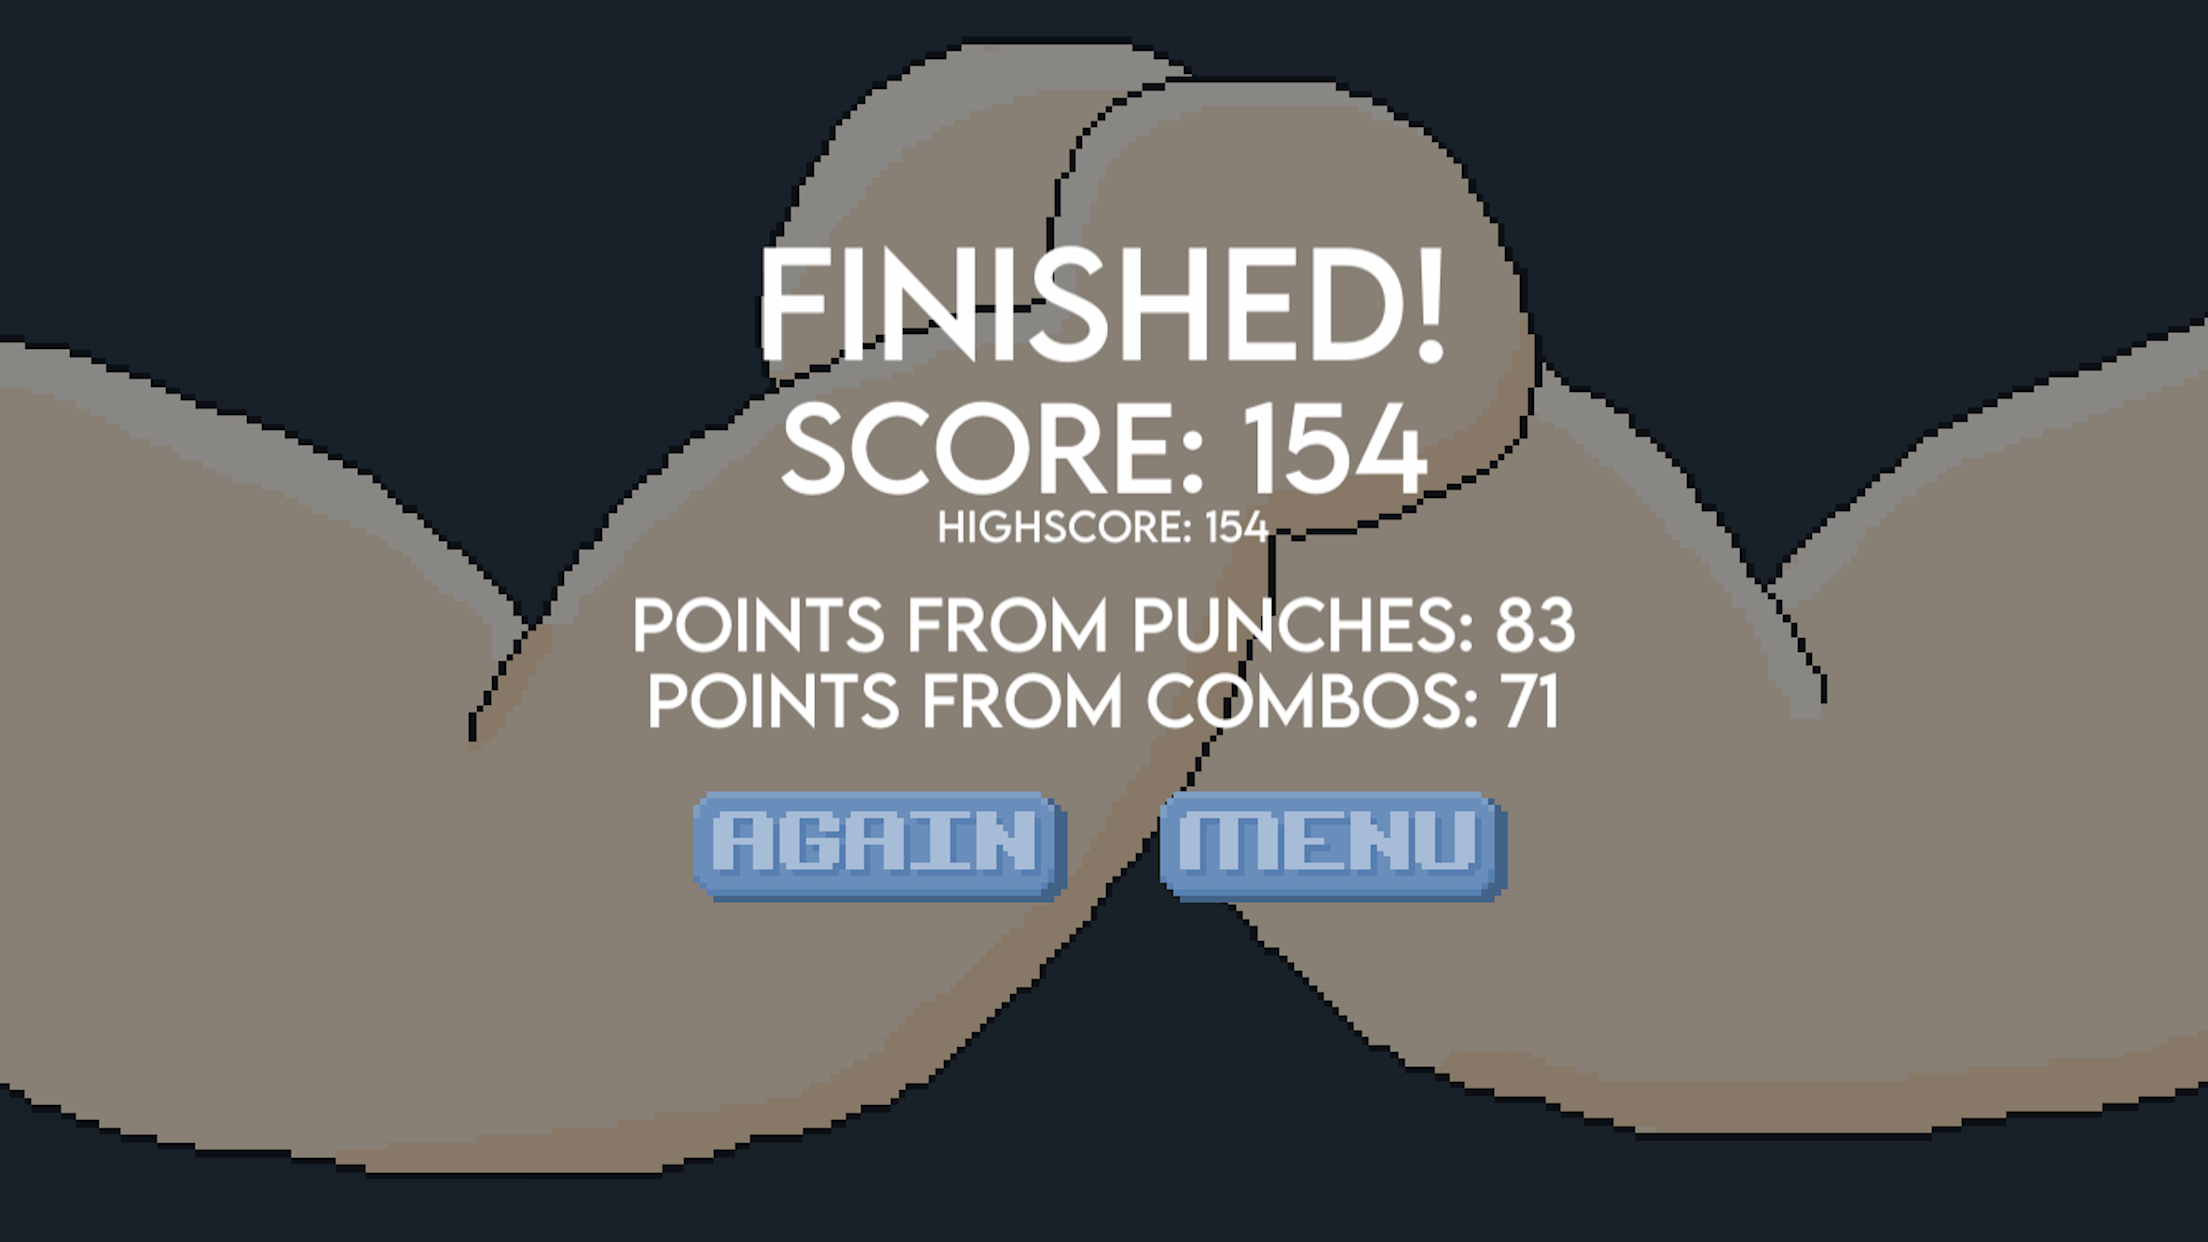 FINISHED!
SCORE: 154
HIGHSCORE: 154
POINTS FROM PUNCHES: 83
POINTS FROM COMBOS: 71
AGAIN MENU